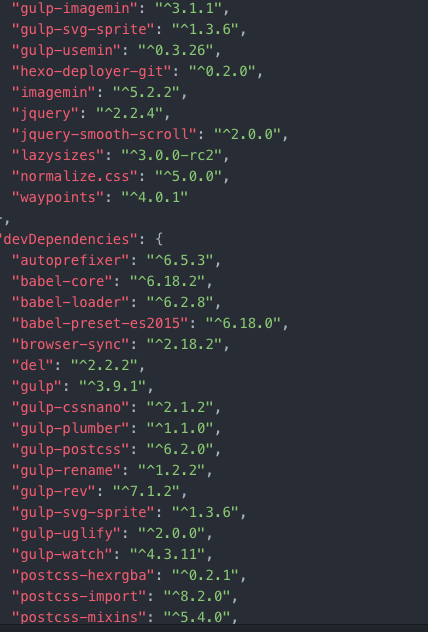 "gulp-imagemin": "^3.1.1",
"gulp-svg-sprite": "^1.3.6",
"gulp-usemin": "^0.3.26",
"hexo-deployer-git": "^0.2.0",
"imagemin": "^5.2.2",
"jquery": "^2.2.4",
"jquery-smooth-scroll": "^2.0.0",
"lazysizes": "^3.0.0-rc2",
"normalize.css": "^5.0.0",
"waypoints": "^4.0.1"
},
"devDependencies": {
"autoprefixer": "^6.5.3",
"babel-core": "^6.18.2",
"babel-loader": "^6.2.8",
"babel-preset-es2015": "^6.18.0",
"browser-sync": "^2.18.2",
"del": "^2.2.2",
"gulp": "^3.9.1",
"gulp-cssnano": "^2.1.2",
"gulp-plumber": "^1.1.0",
"gulp-postcss": "^6.2.0",
"gulp-rename": "^1.2.2",
"gulp-rev": "^7.1.2",
"gulp-svg-sprite": "^1.3.6",
"gulp-uglify": "^2.0.0",
"gulp-watch": "^4.3.11",
"postcss-hexrgba": "^0.2.1",
"postcss-import": "^8.2.0",
"postcss-mixins": "^5.4.0",